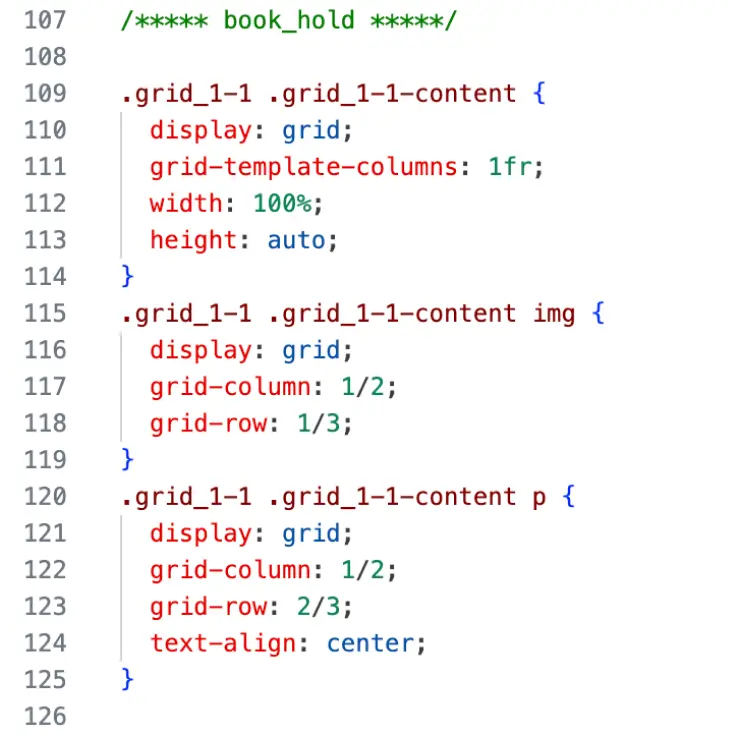 107 /***** book_hold *****/
108
109 .grid_1-1 .grid_1-1-content {
110 display: grid;
111 grid-template-columns: 1fr;
112 width: 100%;
113 height: auto;
114 }
115 .grid_1-1 .grid_1-1-content img {
116 display: grid;
117 grid-column: 1/2;
118 grid-row: 1/3;
119 }
120 .grid_1-1 .grid_1-1-content p {
121 display: grid;
122 grid-column: 1/2;
123 grid-row: 2/3;
124 text-align: center;
125 }
126